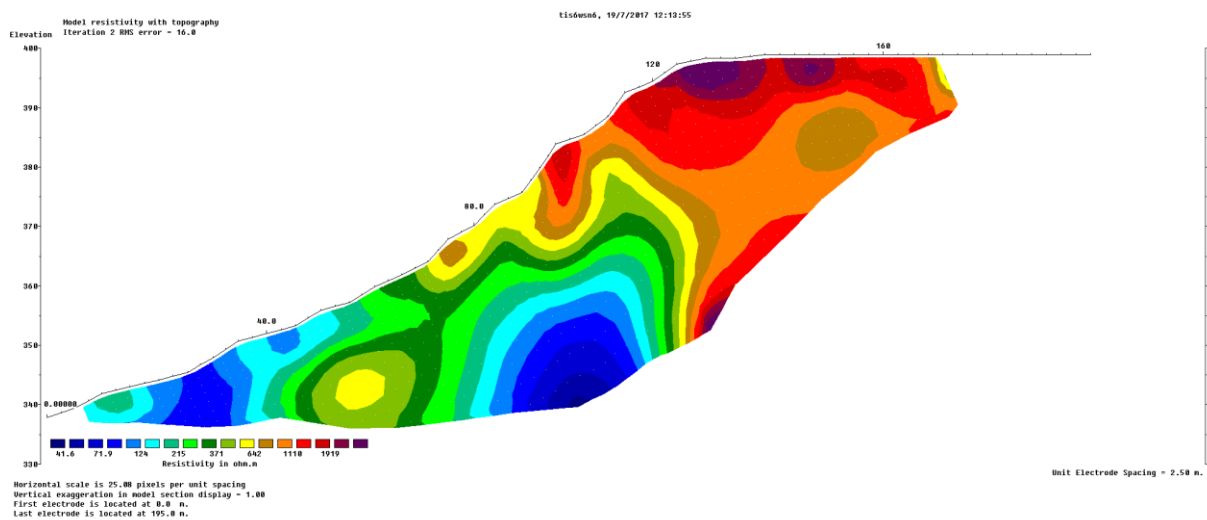 tis6wsn6, 19/7/2017 12:13:55
Model resistivity with topography
Iteration 2 RMS error = 16.0
Elevation
400
160
120
390
380
80.0
370
360
40.0
350
0.00000
340
41.6 71.9 124 215 371 642 1110 1919
Resistivity in ohm.m
330
Unit Electrode Spacing = 2.50 m.
Horizontal scale is 25.08 pixels per unit spacing
Vertical exaggeration in model section display = 1.00
First electrode is located at 0.0 m.
Last electrode is located at 195.0 m.